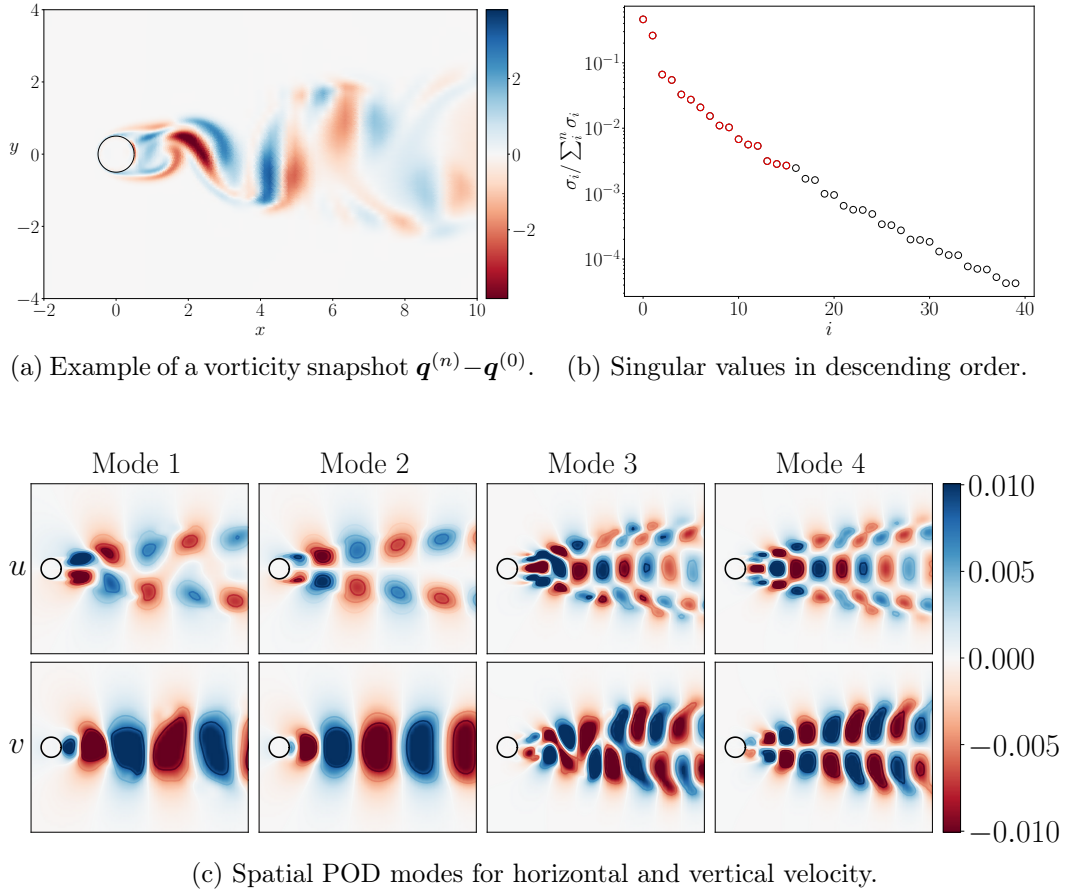 4
2
0
−2
−4
y
−2
0
2
4
6
8
10
x
2
0
−2
10⁻¹
10⁻²
10⁻³
10⁻⁴
σᵢ/ ∑ᵢⁿ σᵢ
0
10
20
30
40
i
(a) Example of a vorticity snapshot q⁽ⁿ⁾−q⁽⁰⁾.
(b) Singular values in descending order.
Mode 1
Mode 2
Mode 3
Mode 4
u
v
0.010
0.005
0.000
−0.005
−0.010
(c) Spatial POD modes for horizontal and vertical velocity.